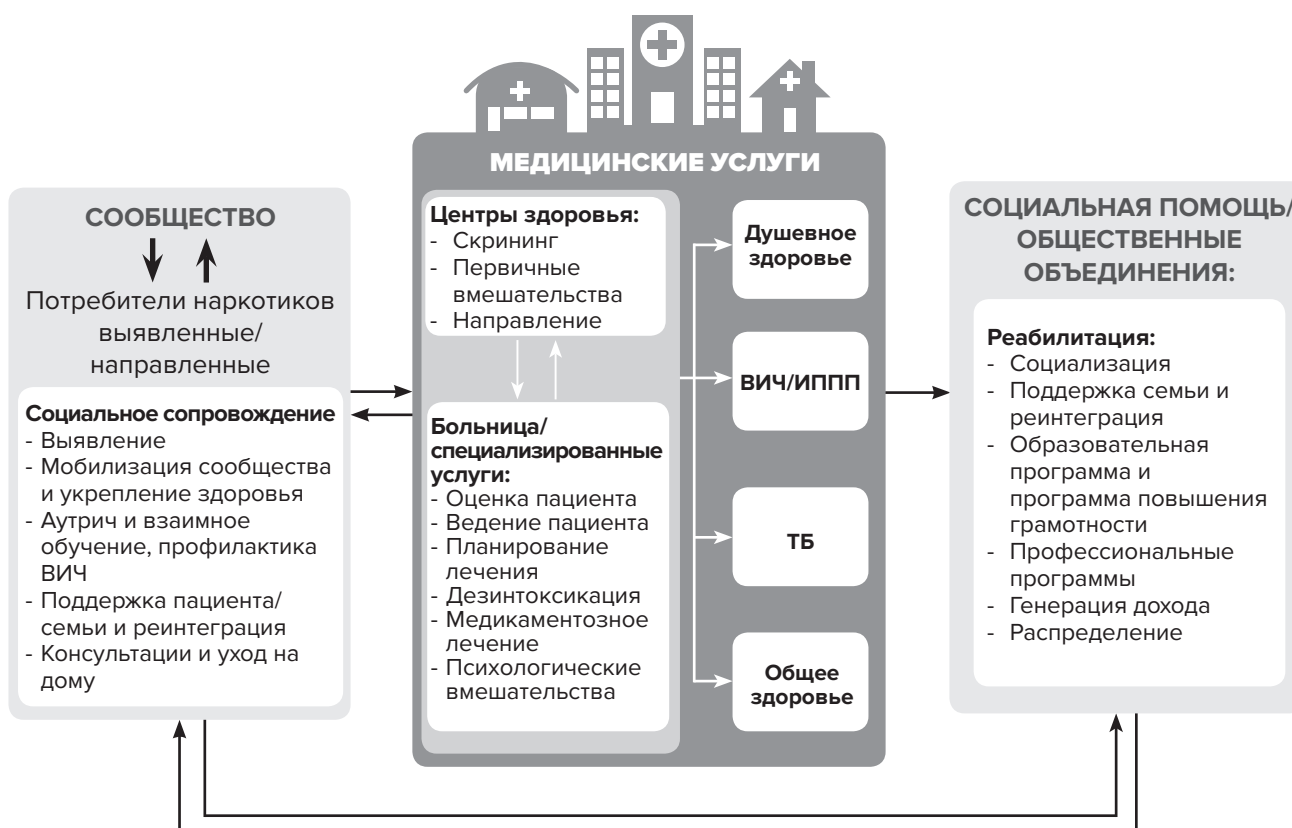 МЕДИЦИНСКИЕ УСЛУГИ
СООБЩЕСТВО
Потребители наркотиков
выявленные/
направленные
Социальное сопровождение
- Выявление
- Мобилизация сообщества
и укрепление здоровья
- Аутрич и взаимное
обучение, профилактика
ВИЧ
- Поддержка пациента/
семьи и реинтеграция
- Консультации и уход на
дому
Центры здоровья:
- Скрининг
- Первичные
вмешательства
- Направление
Больница/
специализированные
услуги:
- Оценка пациента
- Ведение пациента
- Планирование
лечения
- Дезинтоксикация
- Медикаментозное
лечение
- Психологические
вмешательства
Душевное
здоровье
ВИЧ/ИППП
ТБ
Общее
здоровье
СОЦИАЛЬНАЯ ПОМОЩЬ/
ОБЩЕСТВЕННЫЕ
ОБЪЕДИНЕНИЯ:
Реабилитация:
- Социализация
- Поддержка семьи и
реинтеграция
- Образовательная
программа и
программа повышения
грамотности
- Профессиональные
программы
- Генерация дохода
- Распределение